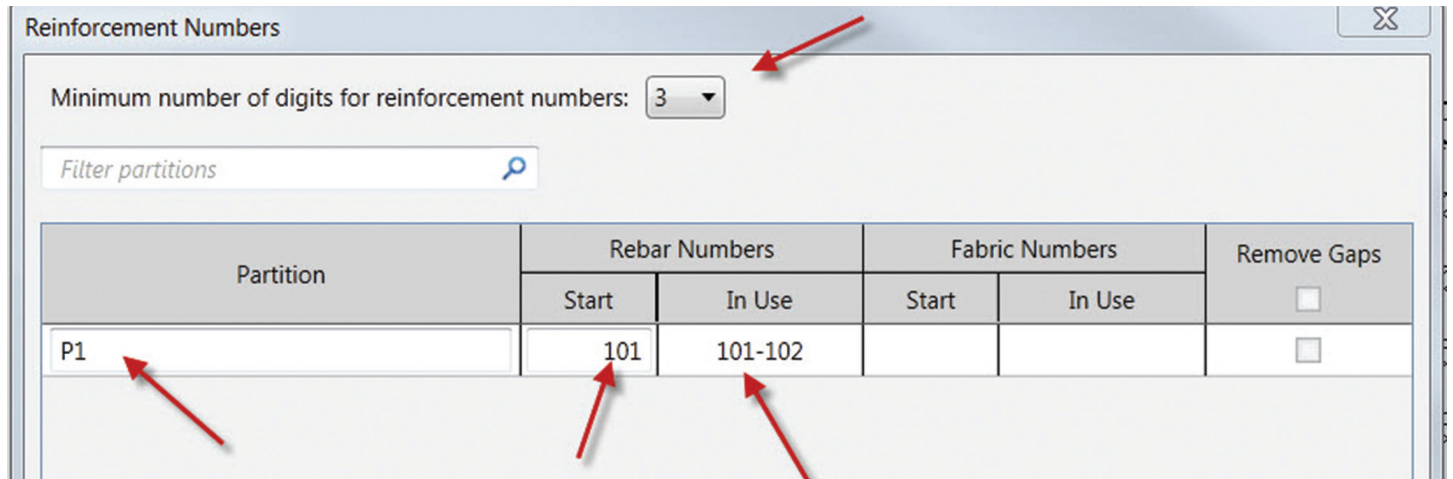 Reinforcement Numbers
Minimum number of digits for reinforcement numbers: 3
Filter partitions
Partition Rebar Numbers Fabric Numbers Remove Gaps
Start In Use Start In Use
P1 101 101-102